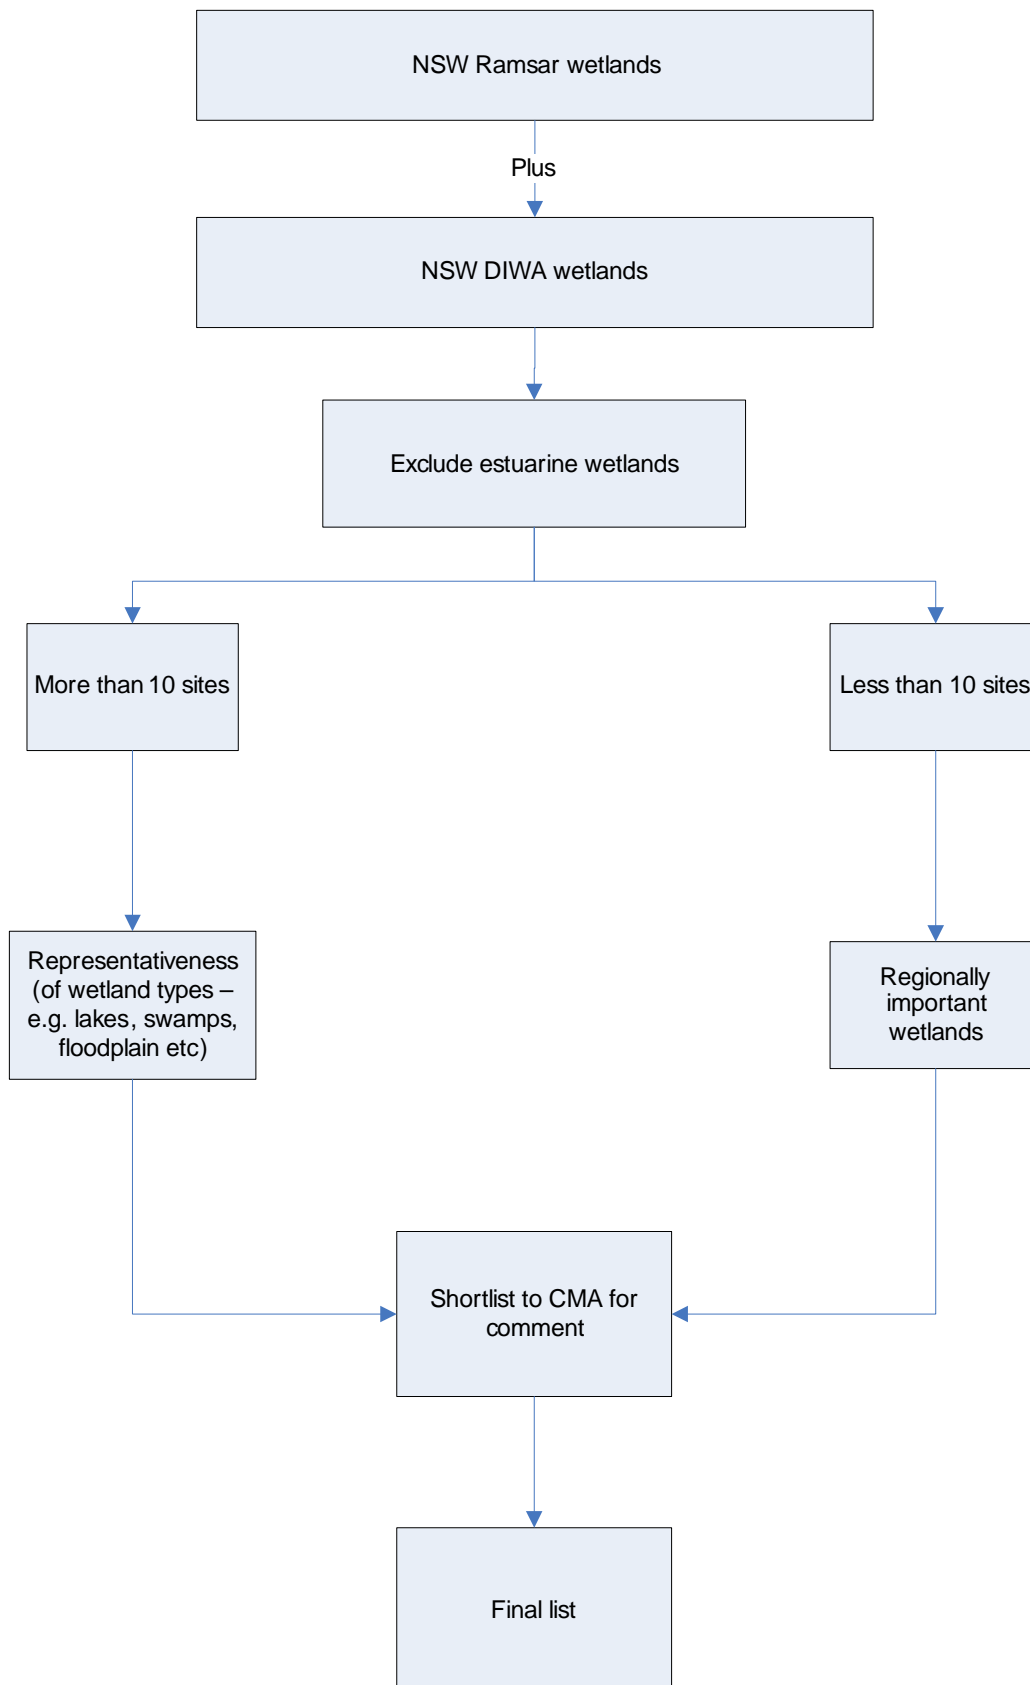 NSW Ramsar wetlands
Plus
NSW DIWA wetlands
Exclude estuarine wetlands
More than 10 sites
Less than 10 sites
Representativeness
(of wetland types –
e.g. lakes, swamps,
floodplain etc)
Regionally
important
wetlands
Shortlist to CMA for
comment
Final list